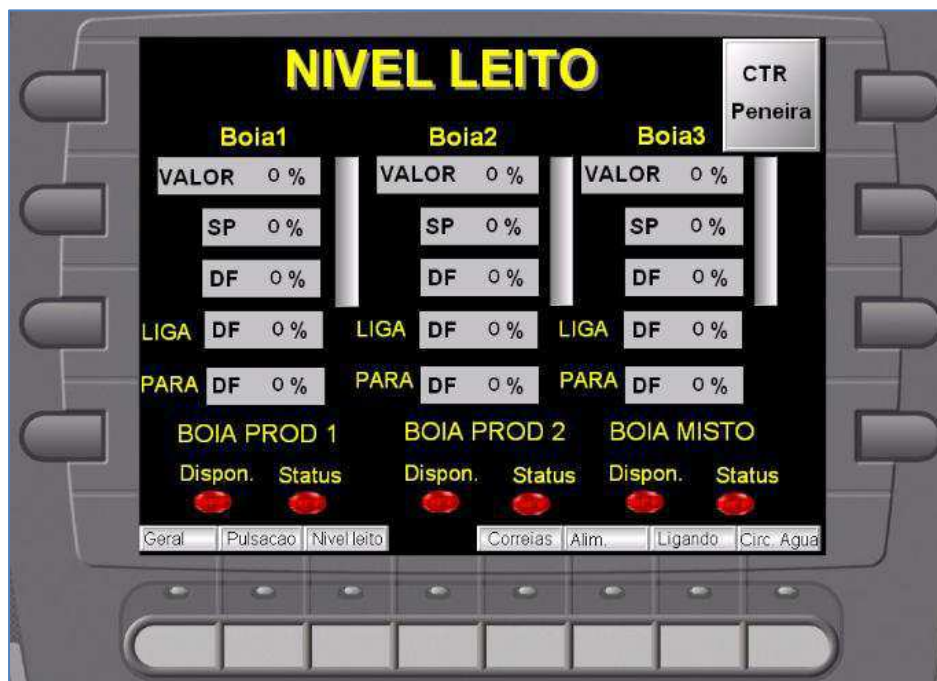 NIVEL LEITO
CTR
Peneira
Boia1 Boia2 Boia3
VALOR 0 % VALOR 0 % VALOR 0 %
SP 0 % SP 0 % SP 0 %
DF 0 % DF 0 % DF 0 %
LIGA DF 0 % LIGA DF 0 % LIGA DF 0 %
PARA DF 0 % PARA DF 0 % PARA DF 0 %
BOIA PROD 1 BOIA PROD 2 BOIA MISTO
Dispon. Status Dispon. Status Dispon. Status
Geral Pulsacao Nivel leito Correias Alim. Ligando Circ. Agua